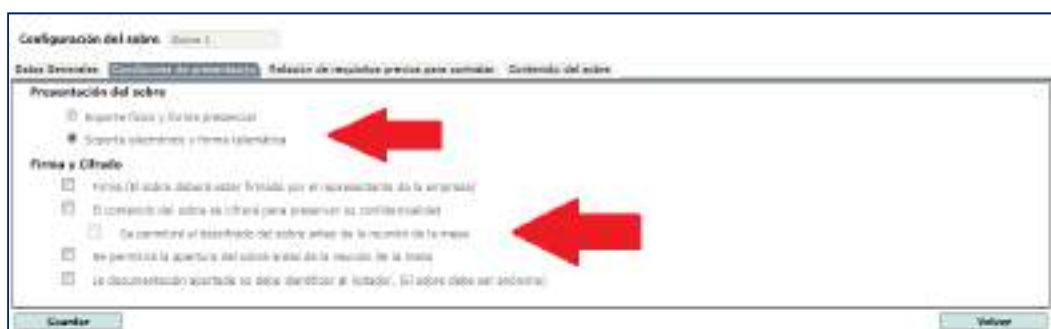 Configuración del sobre Sobre 1
Datos Generales Condiciones de presentación Relación de requisitos previos para contratar Contenido del sobre
Presentación del sobre
Soporte físico y forma presencial
Soporte electrónico y forma telemática
Firma y Cifrado
Firma (El sobre deberá estar firmado por el representante de la empresa)
El contenido del sobre se cifrará para preservar su confidencialidad
Se permitirá el descifrado del sobre antes de la reunión de la mesa
Se permitirá la apertura del sobre antes de la reunión de la mesa
La documentación aportada no debe identificar al licitador. (El sobre debe ser anónimo)
Guardar Volver